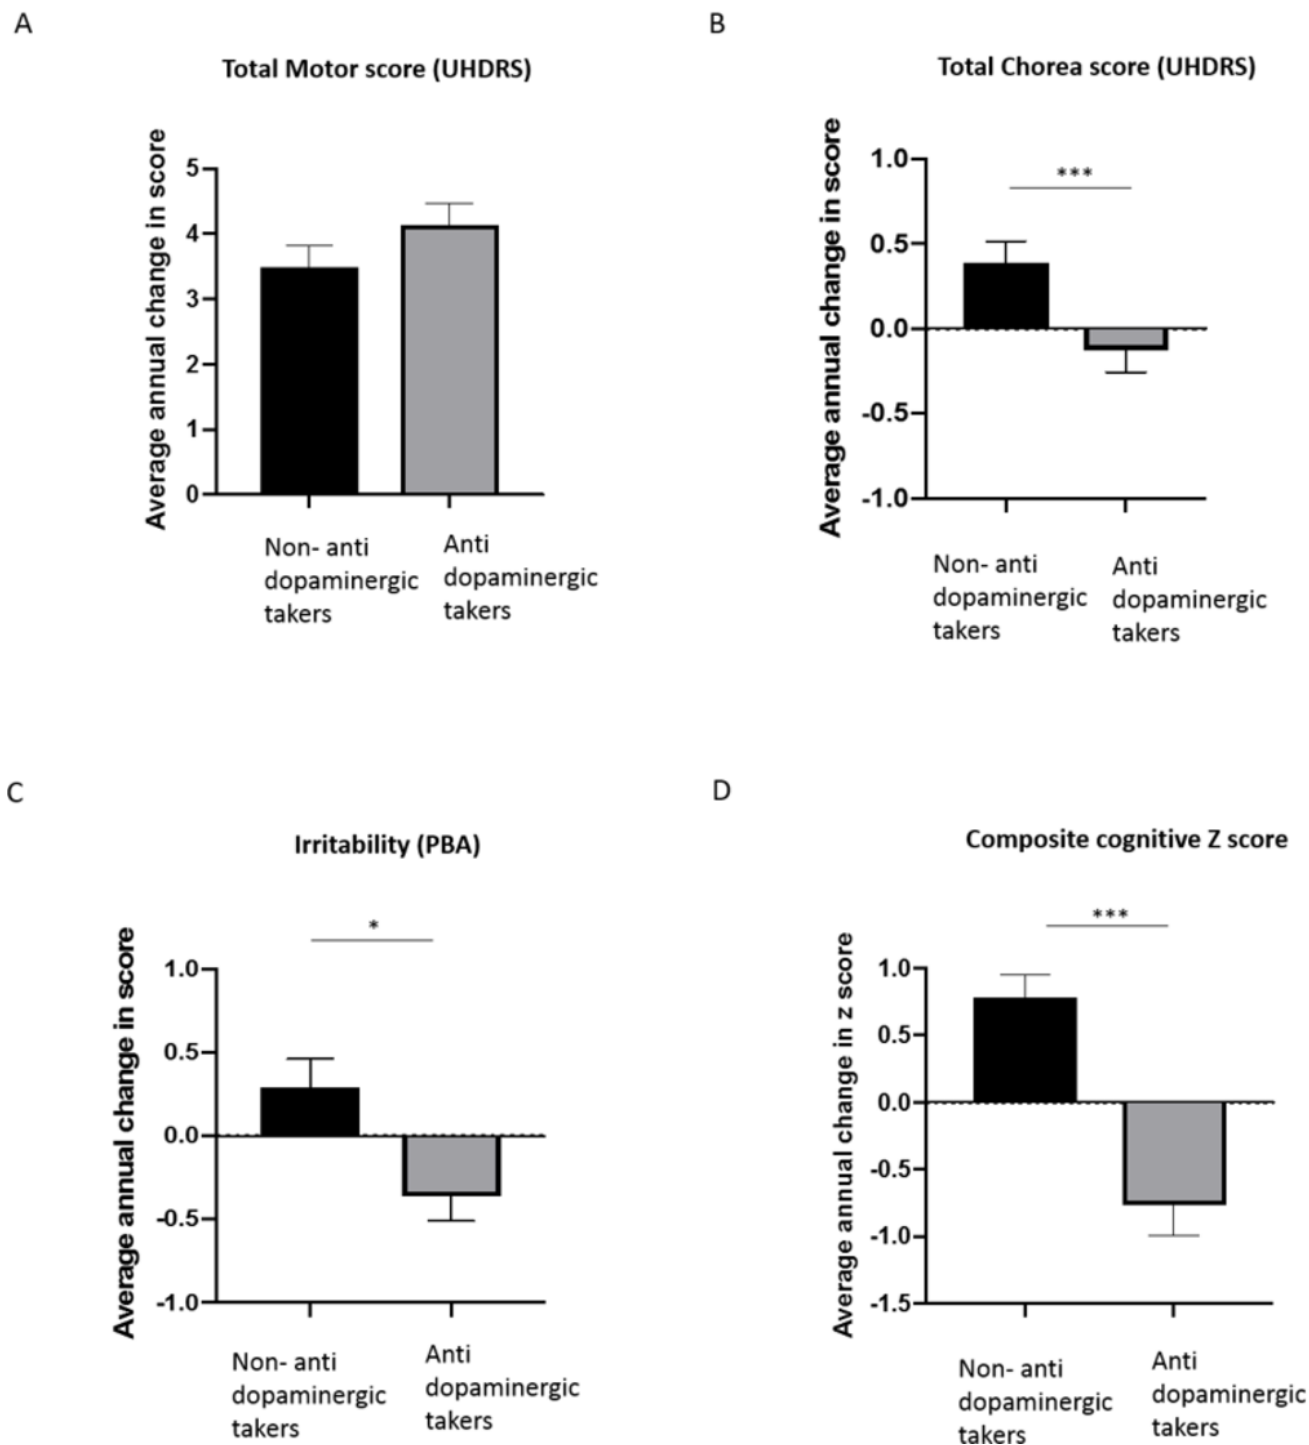 A
Total Motor score (UHDRS)
Average annual change in score
5
4
3
2
1
0
Non- anti
dopaminergic
takers
Anti
dopaminergic
takers
B
Total Chorea score (UHDRS)
Average annual change in score
***
1.0
0.5
0.0
-0.5
-1.0
Non- anti
dopaminergic
takers
Anti
dopaminergic
takers
C
Irritability (PBA)
Average annual change in score
*
1.0
0.5
0.0
-0.5
-1.0
Non- anti
dopaminergic
takers
Anti
dopaminergic
takers
D
Composite cognitive Z score
Average annual change in z score
***
1.0
0.5
0.0
-0.5
-1.0
-1.5
Non- anti
dopaminergic
takers
Anti
dopaminergic
takers